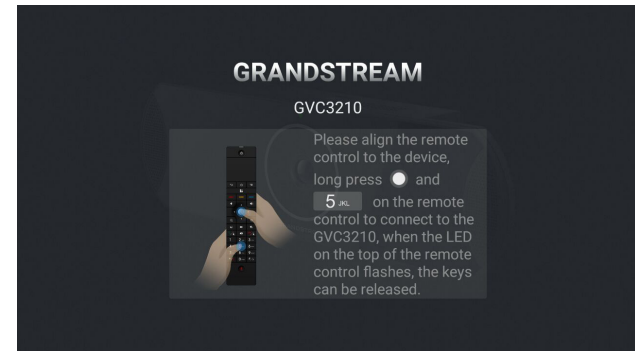 GRANDSTREAM
GVC3210
Please align the remote
control to the device,
long press and
5 JKL on the remote
control to connect to the
GVC3210, when the LED
on the top of the remote
control flashes, the keys
can be released.